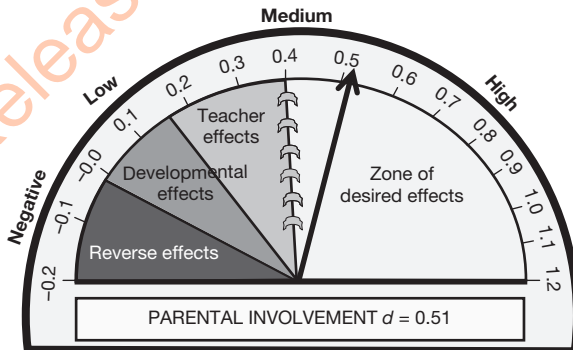 Release
Negative
Low
Medium
High
−0.2
−0.1
−0.0
0.1
0.2
0.3
0.4
0.5
0.6
0.7
0.8
0.9
1.0
1.1
1.2
Teacher
effects
Developmental
effects
Reverse effects
Zone of
desired effects
PARENTAL INVOLVEMENT d = 0.51